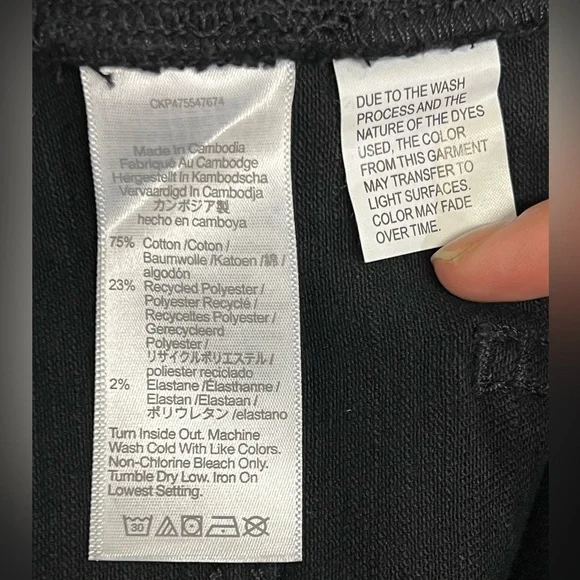 CKP475547674
Made In Cambodia
Fabriqué Au Cambodge
Hergestellt In Kambodscha
Vervaardigd In Cambodja
カンボジア製
hecho en camboya
75% Cotton /Coton /
Baumwolle /Katoen /綿 /
algodón
23% Recycled Polyester /
Polyester Recyclé /
Recyceltes Polyester /
Gerecycleerd
Polyester /
リサイクルポリエステル /
poliester reciclado
2% Elastane /Élasthanne /
Elastan /Elastaan /
ポリウレタン /elastano
Turn Inside Out. Machine
Wash Cold With Like Colors.
Non-Chlorine Bleach Only.
Tumble Dry Low. Iron On
Lowest Setting.
30
DUE TO THE WASH
PROCESS AND THE
NATURE OF THE DYES
USED, THE COLOR
FROM THIS GARMENT
MAY TRANSFER TO
LIGHT SURFACES.
COLOR MAY FADE
OVER TIME.